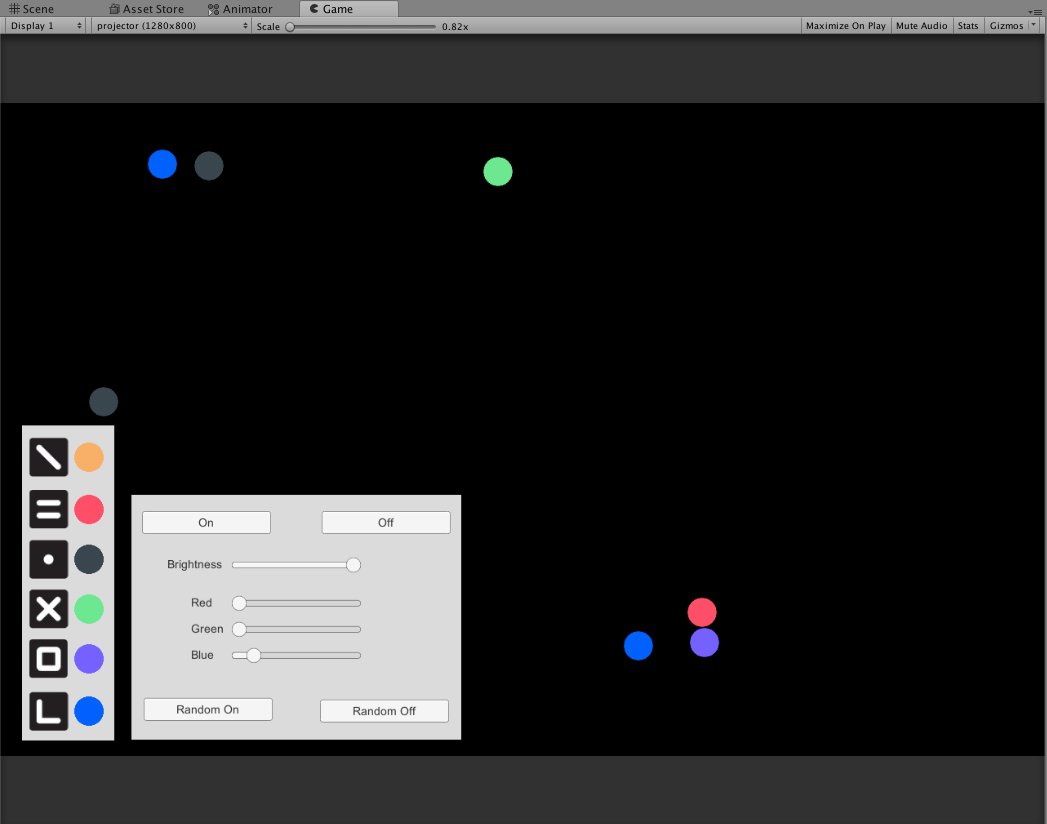 Scene Asset Store Animator Game
Display 1 projector (1280x800) Scale 0.82x Maximize On Play Mute Audio Stats Gizmos
On Off
Brightness
Red
Green
Blue
Random On Random Off